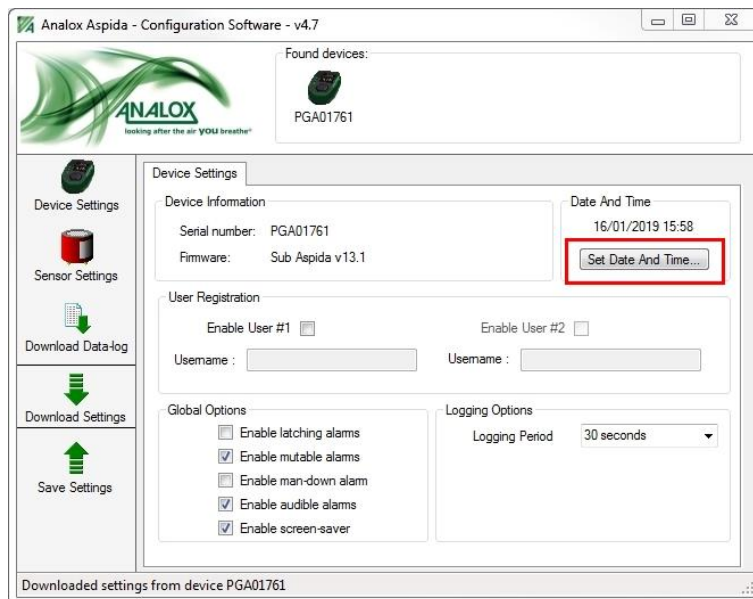 Analox Aspida - Configuration Software - v4.7
Found devices:
PGA01761
ANALOX
looking after the air YOU breathe®
Device Settings
Sensor Settings
Download Data-log
Download Settings
Save Settings
Device Settings
Device Information
Serial number: PGA01761
Firmware: Sub Aspida v13.1
Date And Time
16/01/2019 15:58
Set Date And Time...
User Registration
Enable User #1
Enable User #2
Username :
Username :
Global Options
Enable latching alarms
Enable mutable alarms
Enable man-down alarm
Enable audible alarms
Enable screen-saver
Logging Options
Logging Period 30 seconds
Downloaded settings from device PGA01761